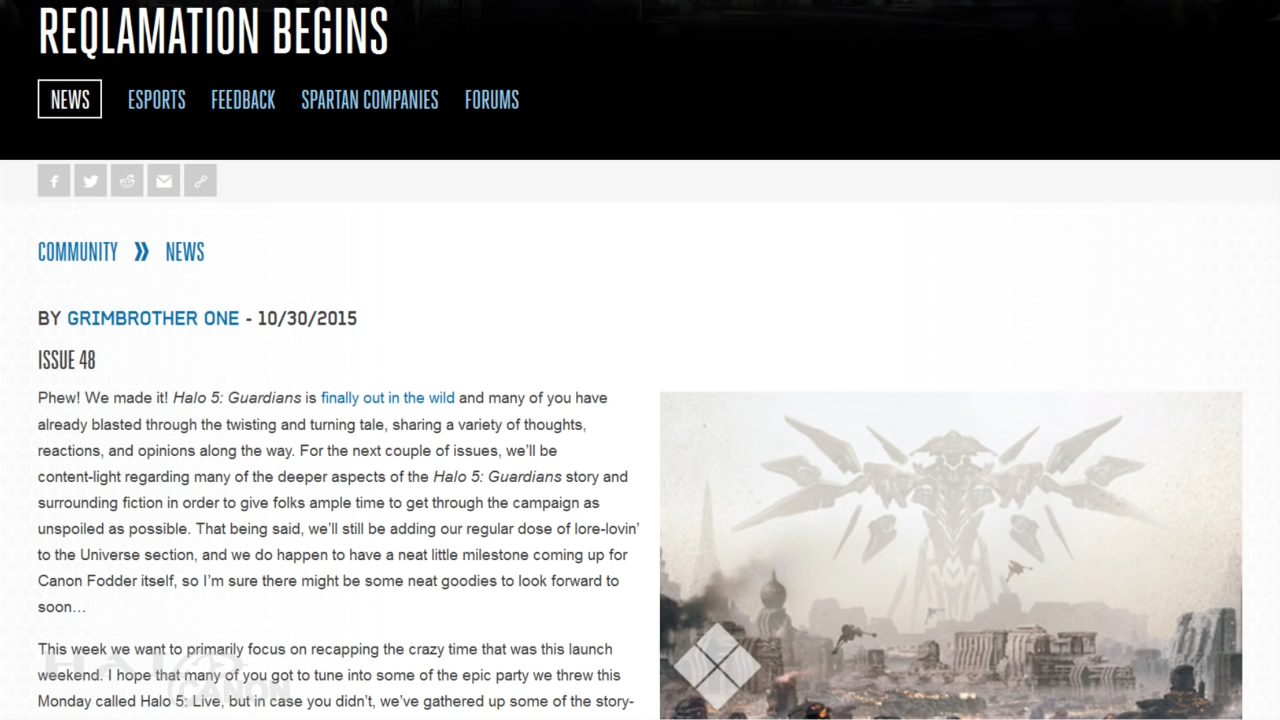 REQLAMATION BEGINS
NEWS ESPORTS FEEDBACK SPARTAN COMPANIES FORUMS
COMMUNITY » NEWS
BY GRIMBROTHER ONE - 10/30/2015
ISSUE 48
Phew! We made it! Halo 5: Guardians is finally out in the wild and many of you have
already blasted through the twisting and turning tale, sharing a variety of thoughts,
reactions, and opinions along the way. For the next couple of issues, we'll be
content-light regarding many of the deeper aspects of the Halo 5: Guardians story and
surrounding fiction in order to give folks ample time to get through the campaign as
unspoiled as possible. That being said, we'll still be adding our regular dose of lore-lovin'
to the Universe section, and we do happen to have a neat little milestone coming up for
Canon Fodder itself, so I'm sure there might be some neat goodies to look forward to
soon…
This week we want to primarily focus on recapping the crazy time that was this launch
weekend. I hope that many of you got to tune into some of the epic party we threw this
Monday called Halo 5: Live, but in case you didn't, we've gathered up some of the story-
HALO
CANON